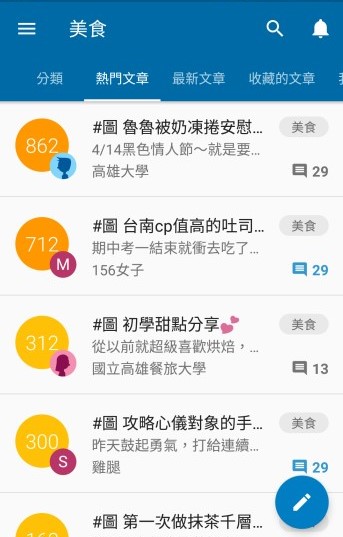 美食
分類 熱門文章 最新文章 收藏的文章
862 #圖 魯魯被奶凍捲安慰... 美食
4/14黑色情人節～就是要...
高雄大學 29
712 #圖 台南cp值高的吐司... 美食
期中考一結束就衝去吃了...
M 156女子 29
312 #圖 初學甜點分享💕 美食
從以前就超級喜歡烘焙，...
國立高雄餐旅大學 13
300 #圖 攻略心儀對象的手... 美食
昨天鼓起勇氣，打給連續...
S 雞腿 29
#圖 第一次做抹茶千層...